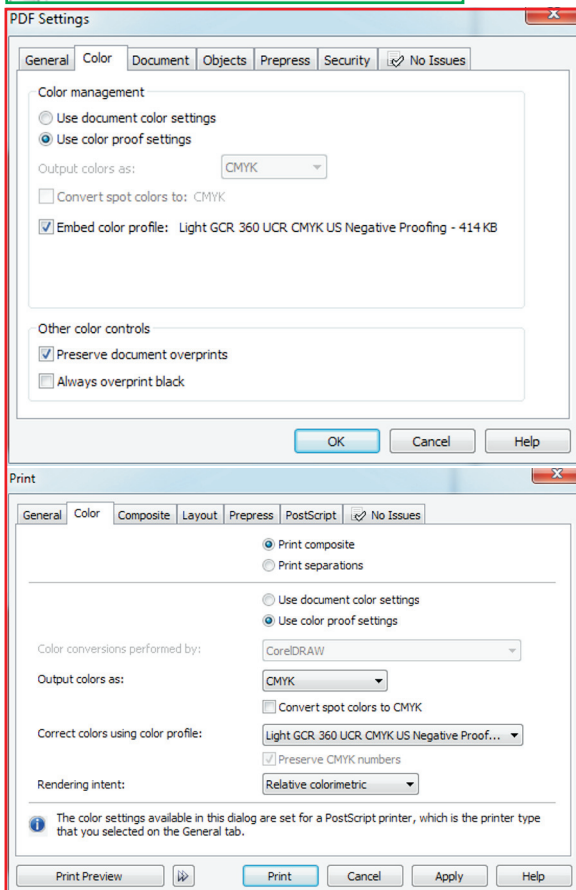 PDF Settings
General Color Document Objects Prepress Security No Issues
Color management
Use document color settings
Use color proof settings
Output colors as: CMYK
Convert spot colors to: CMYK
Embed color profile: Light GCR 360 UCR CMYK US Negative Proofing - 414 KB
Other color controls
Preserve document overprints
Always overprint black
OK Cancel Help
Print
General Color Composite Layout Prepress PostScript No Issues
Print composite
Print separations
Use document color settings
Use color proof settings
Color conversions performed by: CorelDRAW
Output colors as: CMYK
Convert spot colors to CMYK
Correct colors using color profile: Light GCR 360 UCR CMYK US Negative Proof...
Preserve CMYK numbers
Rendering intent: Relative colorimetric
The color settings available in this dialog are set for a PostScript printer, which is the printer type
that you selected on the General tab.
Print Preview Print Cancel Apply Help